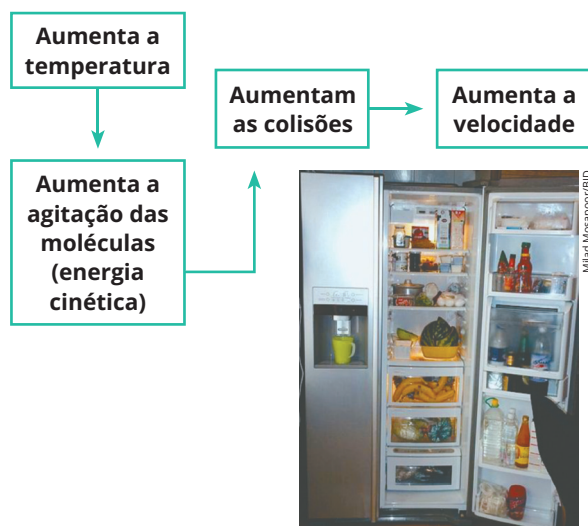 Aumenta a
temperatura
Aumenta a
agitação das
moléculas
(energia
cinética)
Aumentam
as colisões
Aumenta a
velocidade
Milad Mosapoor/BID